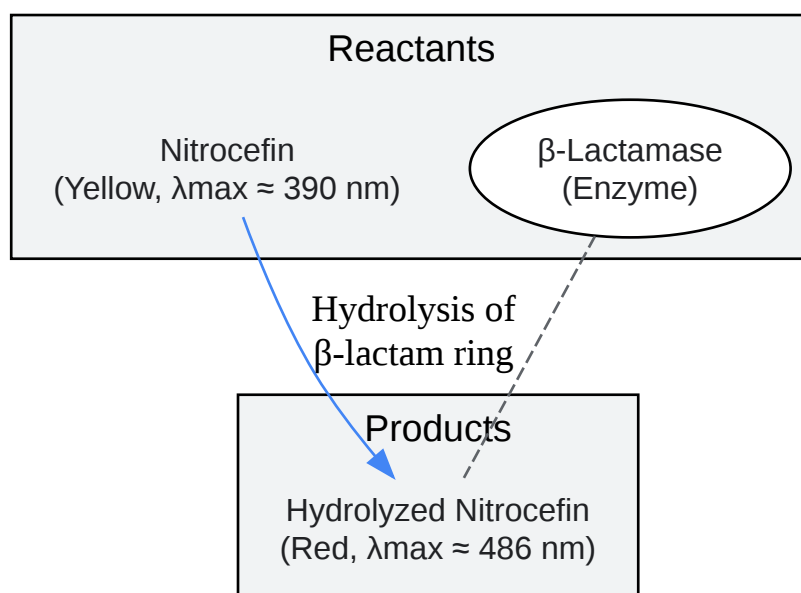 Reactants
Nitrocefin
(Yellow, λmax ≈ 390 nm)
β-Lactamase
(Enzyme)
Hydrolysis of
β-lactam ring
Products
Hydrolyzed Nitrocefin
(Red, λmax ≈ 486 nm)